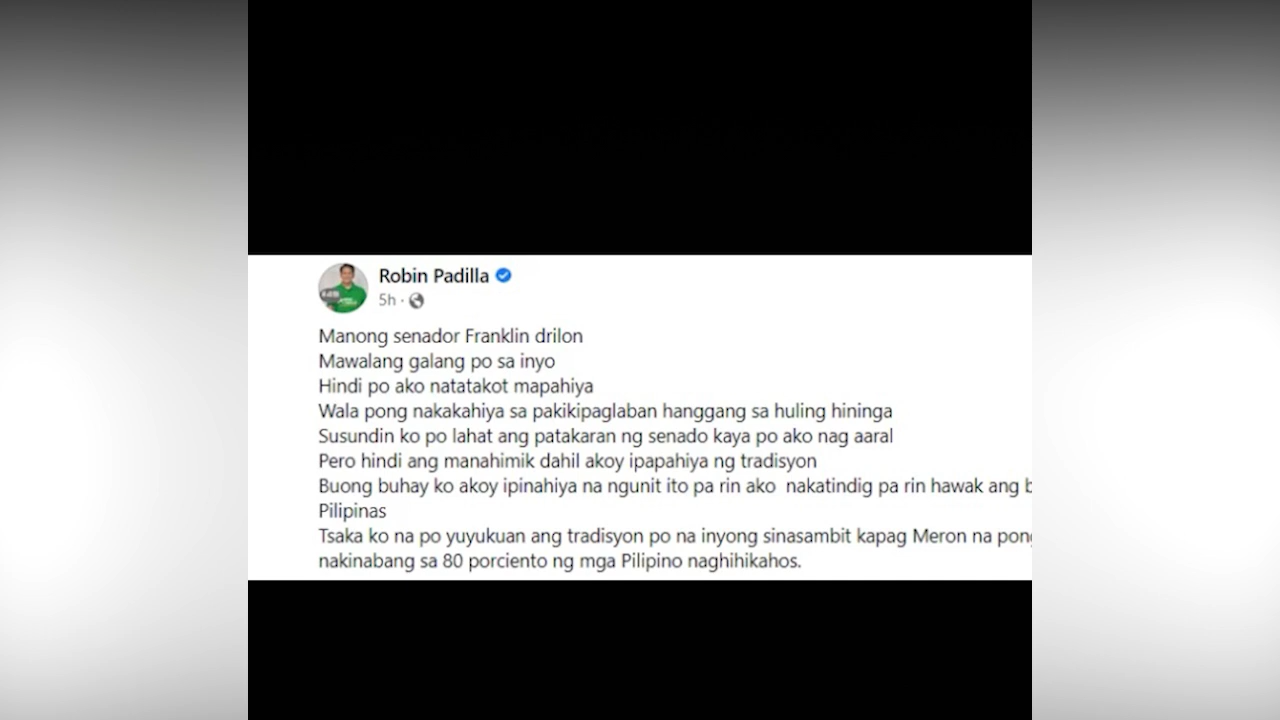 Robin Padilla
5h ·
Manong senador Franklin drilon
Mawalang galang po sa inyo
Hindi po ako natatakot mapahiya
Wala pong nakakahiya sa pakikipaglaban hanggang sa huling hininga
Susundin ko po lahat ang patakaran ng senado kaya po ako nag aaral
Pero hindi ang manahimik dahil akoy ipapahiya ng tradisyon
Buong buhay ko akoy ipinahiya na ngunit ito pa rin ako nakatindig pa rin hawak ang
Pilipinas
Tsaka ko na po yuyukuan ang tradisyon po na inyong sinasambit kapag Meron na
nakinabang sa 80 porciento ng mga Pilipino naghihikahos.